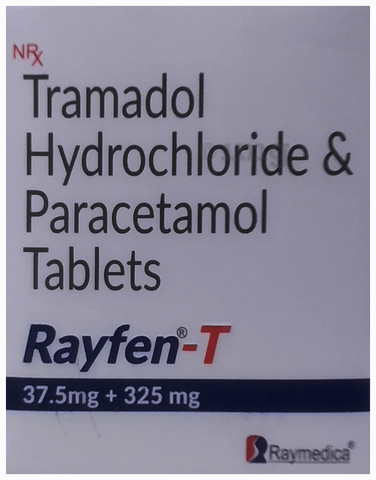 NRx
Tramadol
Hydrochloride &
Paracetamol
Tablets
Rayfen®-T
37.5mg + 325 mg
Raymedica®